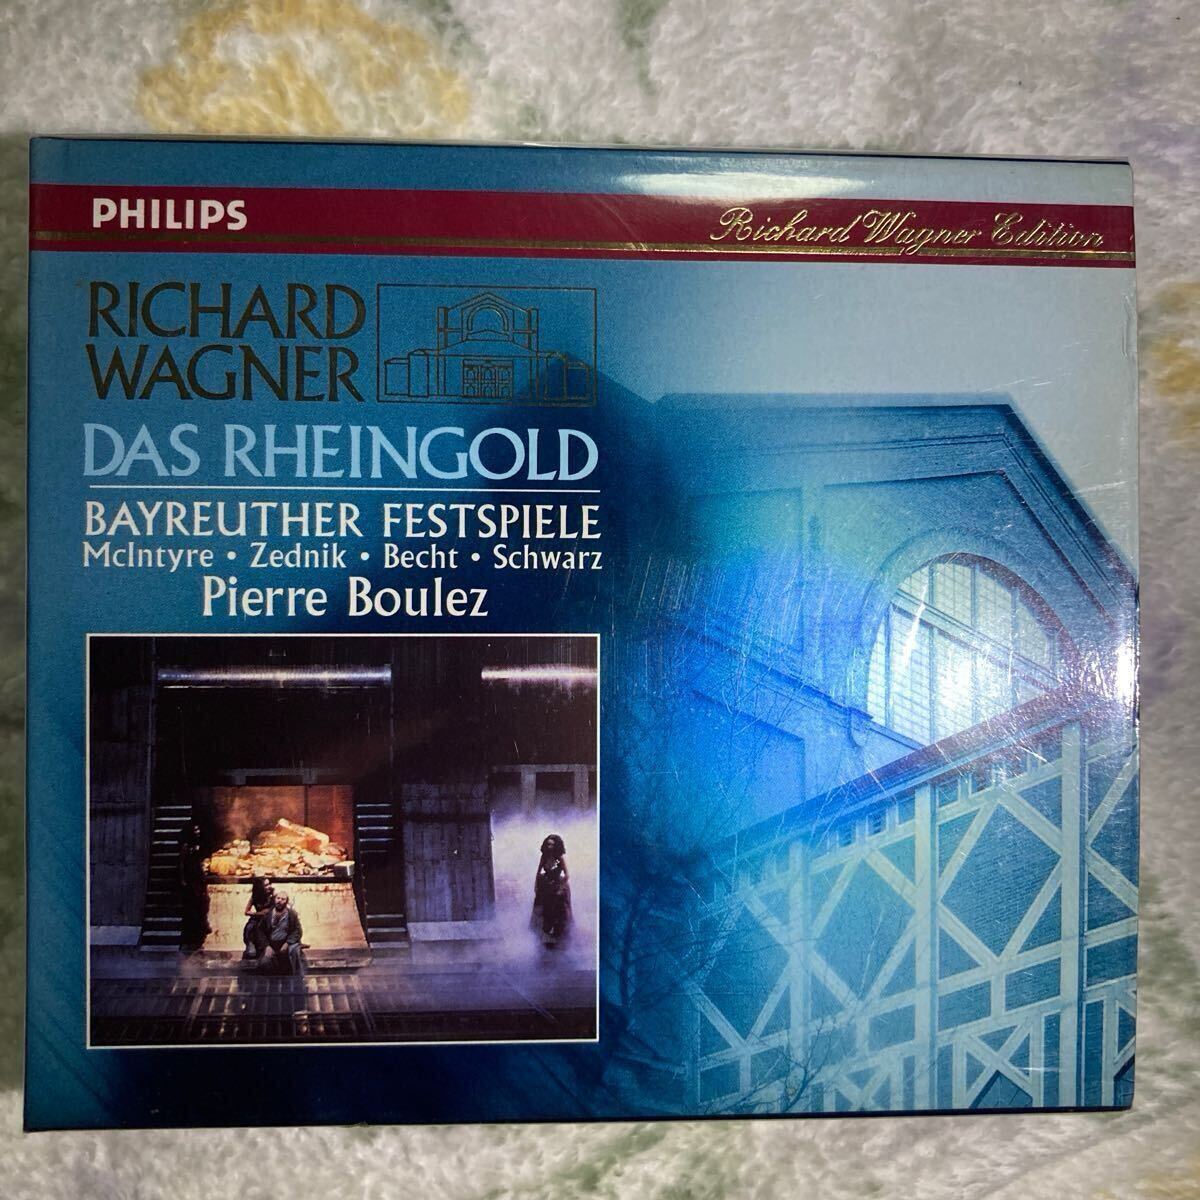 PHILIPS
Richard Wagner Edition
RICHARD
WAGNER
DAS RHEINGOLD
BAYREUTHER FESTSPIELE
McIntyre • Zednik • Becht • Schwarz
Pierre Boulez